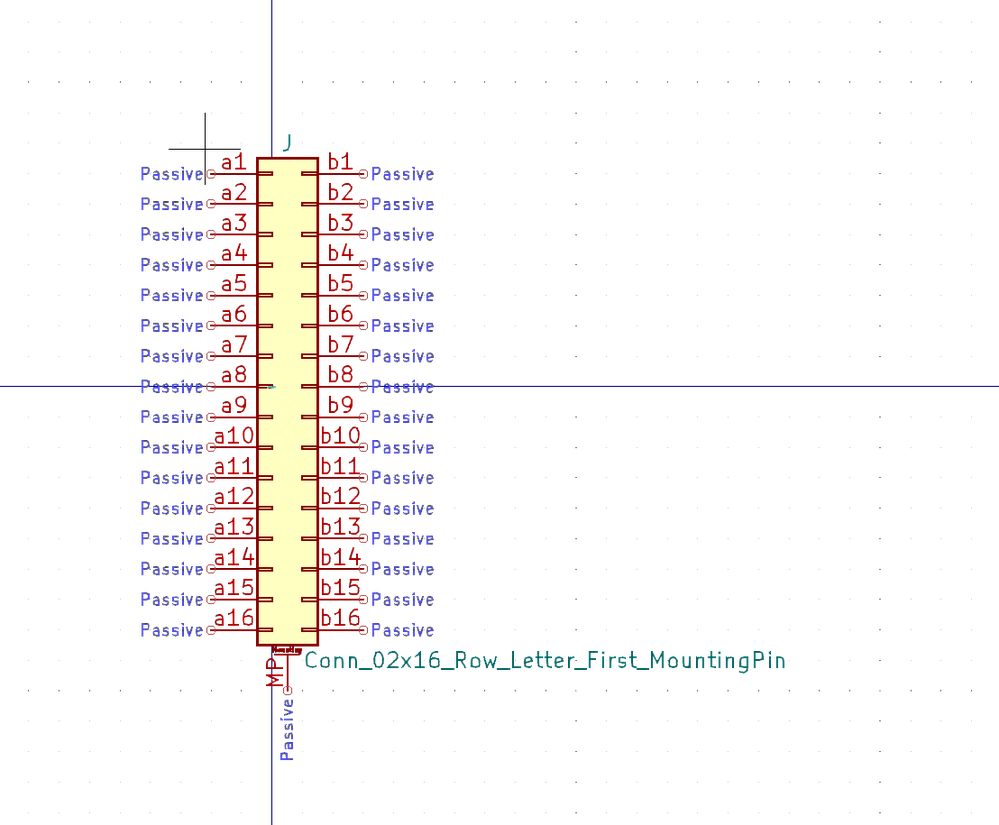 J
Passive a1 b1 Passive
Passive a2 b2 Passive
Passive a3 b3 Passive
Passive a4 b4 Passive
Passive a5 b5 Passive
Passive a6 b6 Passive
Passive a7 b7 Passive
Passive a8 b8 Passive
Passive a9 b9 Passive
Passive a10 b10 Passive
Passive a11 b11 Passive
Passive a12 b12 Passive
Passive a13 b13 Passive
Passive a14 b14 Passive
Passive a15 b15 Passive
Passive a16 b16 Passive
MP
Conn_02x16_Row_Letter_First_MountingPin
Passive